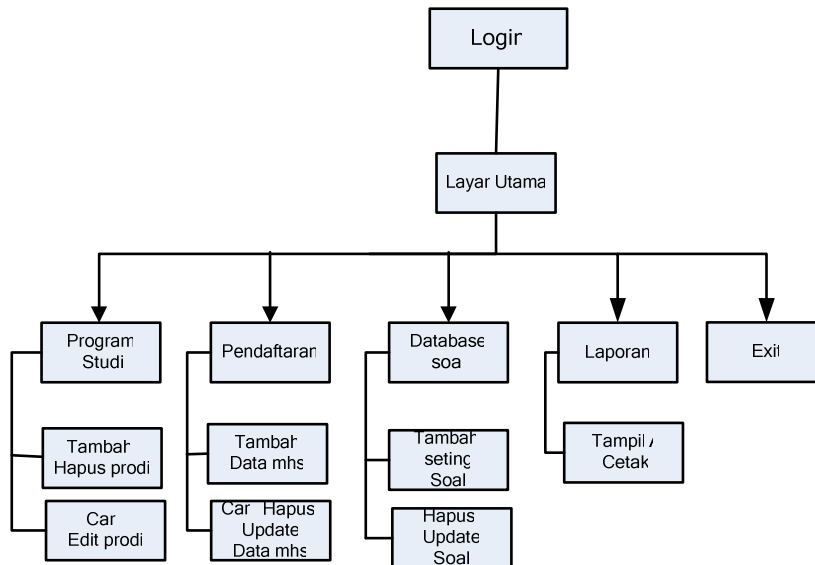 Login
Layar Utama
Program
Studi
Pendaftaran
Database
soa
Laporan
Exit
Tambah
Hapus prodi
Tambah
Data mhs
Tambah
seting
Soal
Tampil /
Cetak
Car
Edit prodi
Car Hapus
Update
Data mhs
Hapus
Update
Soal